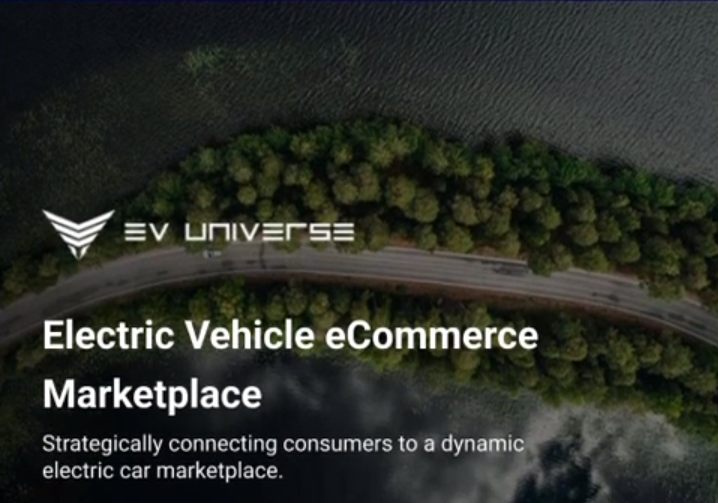 EV UNIVERSE
Electric Vehicle eCommerce
Marketplace
Strategically connecting consumers to a dynamic
electric car marketplace.